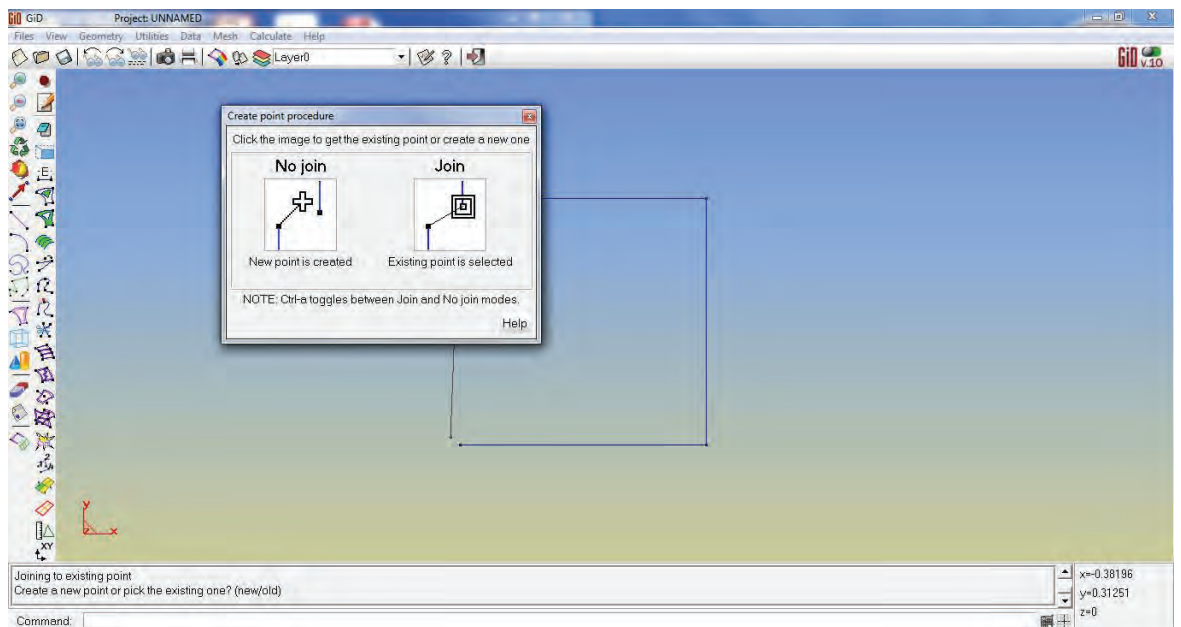 GiD Project: UNNAMED
Files View Geometry Utilities Data Mesh Calculate Help
Layer0
GiD v.10
Create point procedure
Click the image to get the existing point or create a new one
No join Join
New point is created Existing point is selected
NOTE: Ctrl-a toggles between Join and No join modes.
Help
y
z x
Joining to existing point
Create a new point or pick the existing one? (new/old)
x=-0.38196
y=0.31251
z=0
Command: